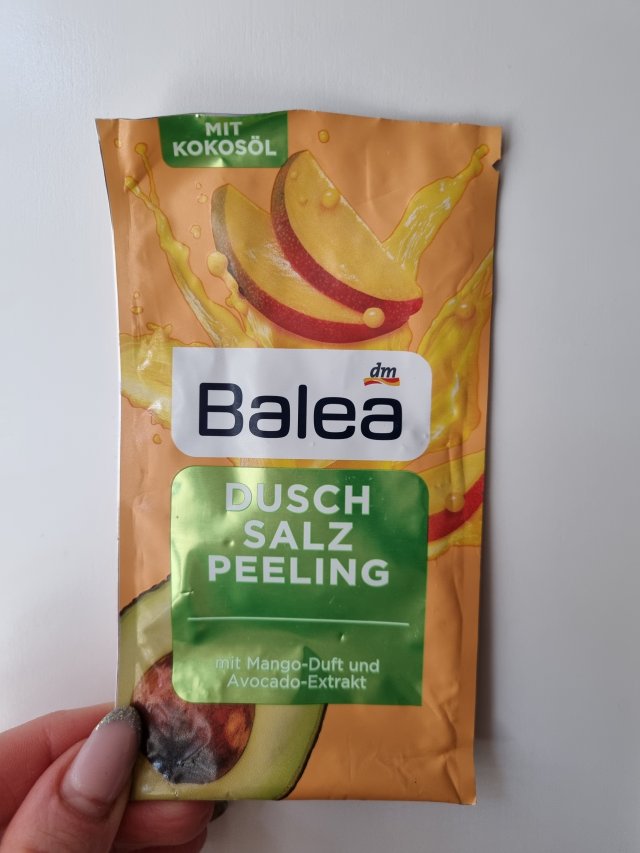 MIT
KOKOSÖL
dm
Balea
DUSCH
SALZ
PEELING
mit Mango-Duft und
Avocado-Extrakt